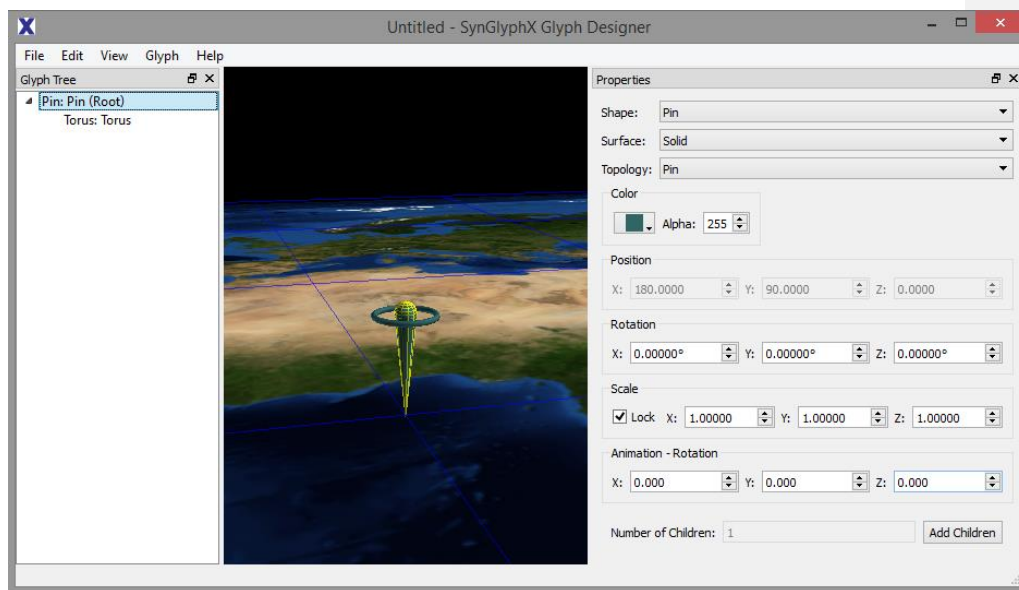 Untitled - SynGlyphX Glyph Designer
File Edit View Glyph Help
Glyph Tree
Pin: Pin (Root)
Torus: Torus
Properties
Shape: Pin
Surface: Solid
Topology: Pin
Color
Alpha: 255
Position
X: 180.0000 Y: 90.0000 Z: 0.0000
Rotation
X: 0.00000° Y: 0.00000° Z: 0.00000°
Scale
Lock X: 1.00000 Y: 1.00000 Z: 1.00000
Animation - Rotation
X: 0.000 Y: 0.000 Z: 0.000
Number of Children: 1 Add Children